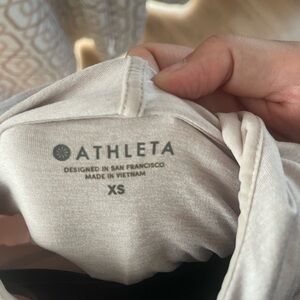 ATHLETA
DESIGNED IN SAN FRANCISCO
MADE IN VIETNAM
XS